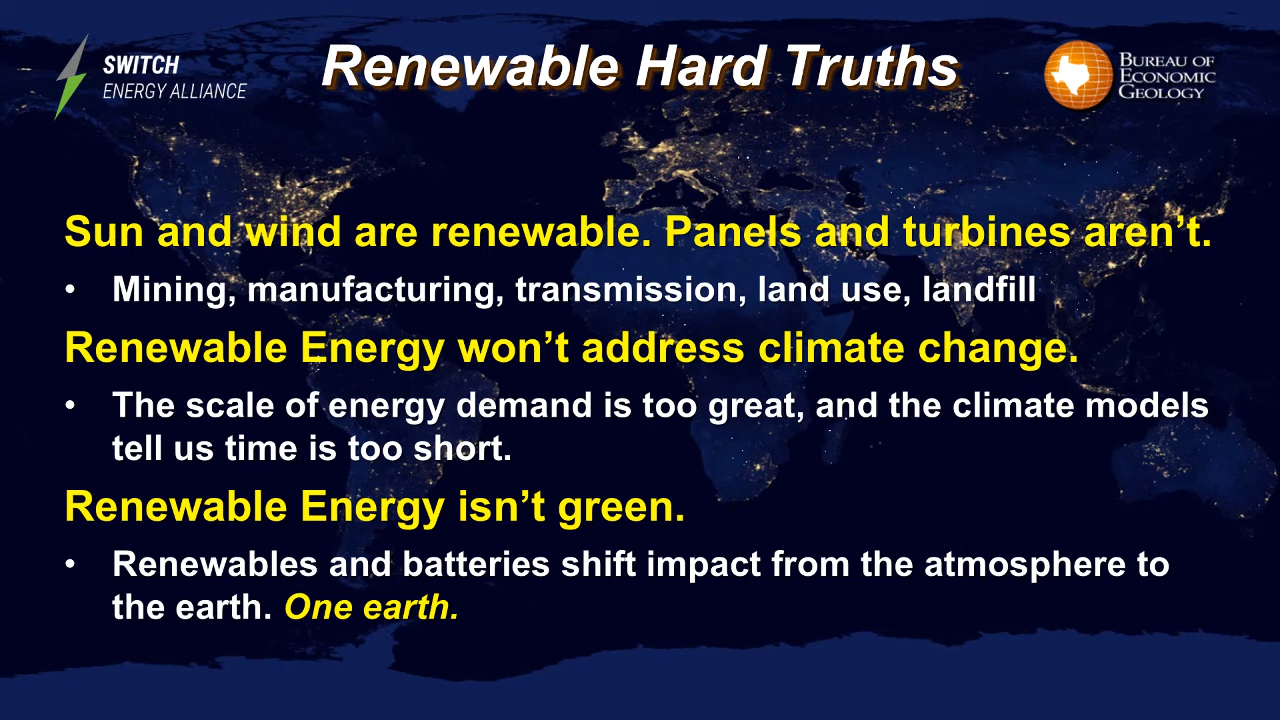 SWITCH
ENERGY ALLIANCE
Renewable Hard Truths
BUREAU OF
ECONOMIC
GEOLOGY
Sun and wind are renewable. Panels and turbines aren’t.
• Mining, manufacturing, transmission, land use, landfill
Renewable Energy won’t address climate change.
• The scale of energy demand is too great, and the climate models
tell us time is too short.
Renewable Energy isn’t green.
• Renewables and batteries shift impact from the atmosphere to
the earth. One earth.